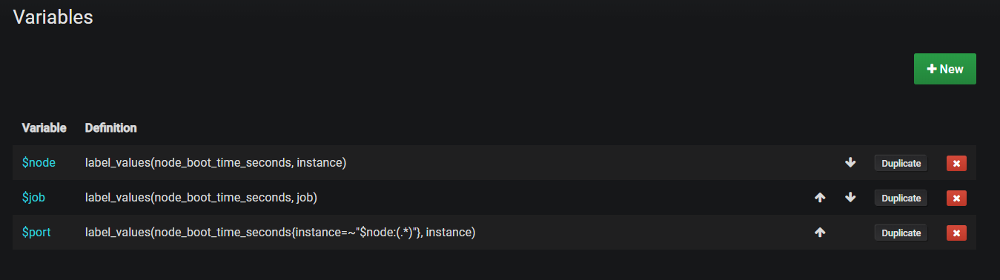 Variables
+ New
Variable Definition
$node label_values(node_boot_time_seconds, instance) Duplicate
$job label_values(node_boot_time_seconds, job) Duplicate
$port label_values(node_boot_time_seconds{instance=~"$node:(.*)"}, instance) Duplicate